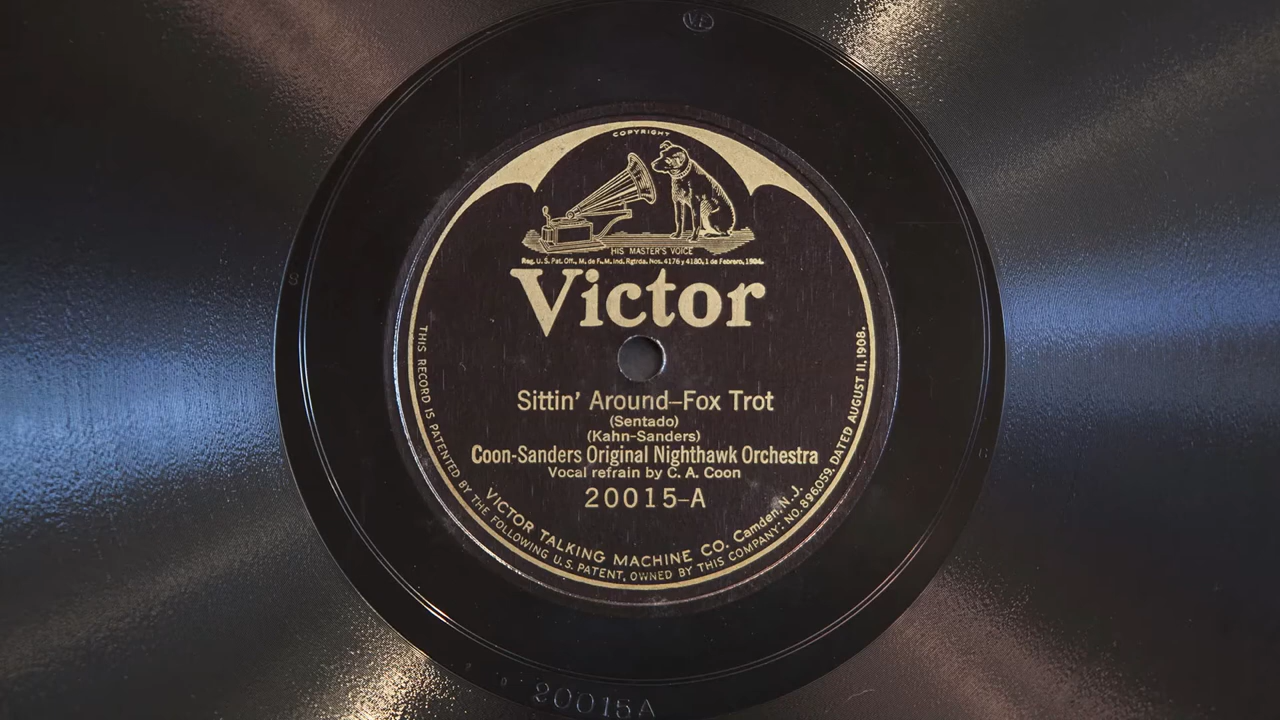 VE
COPYRIGHT
HIS MASTER'S VOICE
Reg. U.S. Pat. Off., M. de F., M. Ind. Rgtrda. Nos. 4176 y 4180, 1 de Febrero, 1904.
Victor
Sittin' Around–Fox Trot
(Sentado)
(Kahn-Sanders)
Coon-Sanders Original Nighthawk Orchestra
Vocal refrain by C. A. Coon
20015–A
VICTOR TALKING MACHINE CO. Camden, N. J.
THIS RECORD IS PATENTED BY THE FOLLOWING U.S. PATENT, OWNED BY THIS COMPANY: NO. 896059, DATED AUGUST 11, 1908.
S
20015A